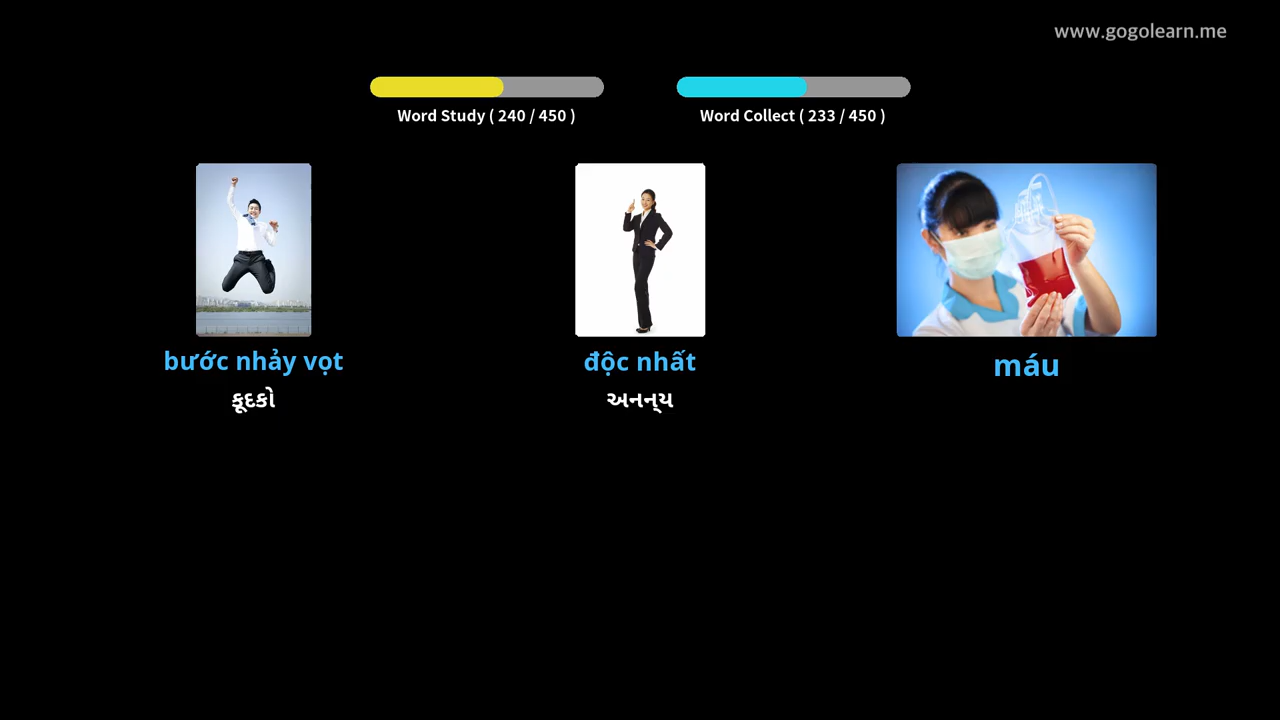 www.gogolearn.me
Word Study ( 240 / 450 )
Word Collect ( 233 / 450 )
bước nhảy vọt
કૂદકો
độc nhất
અનન્ય
máu